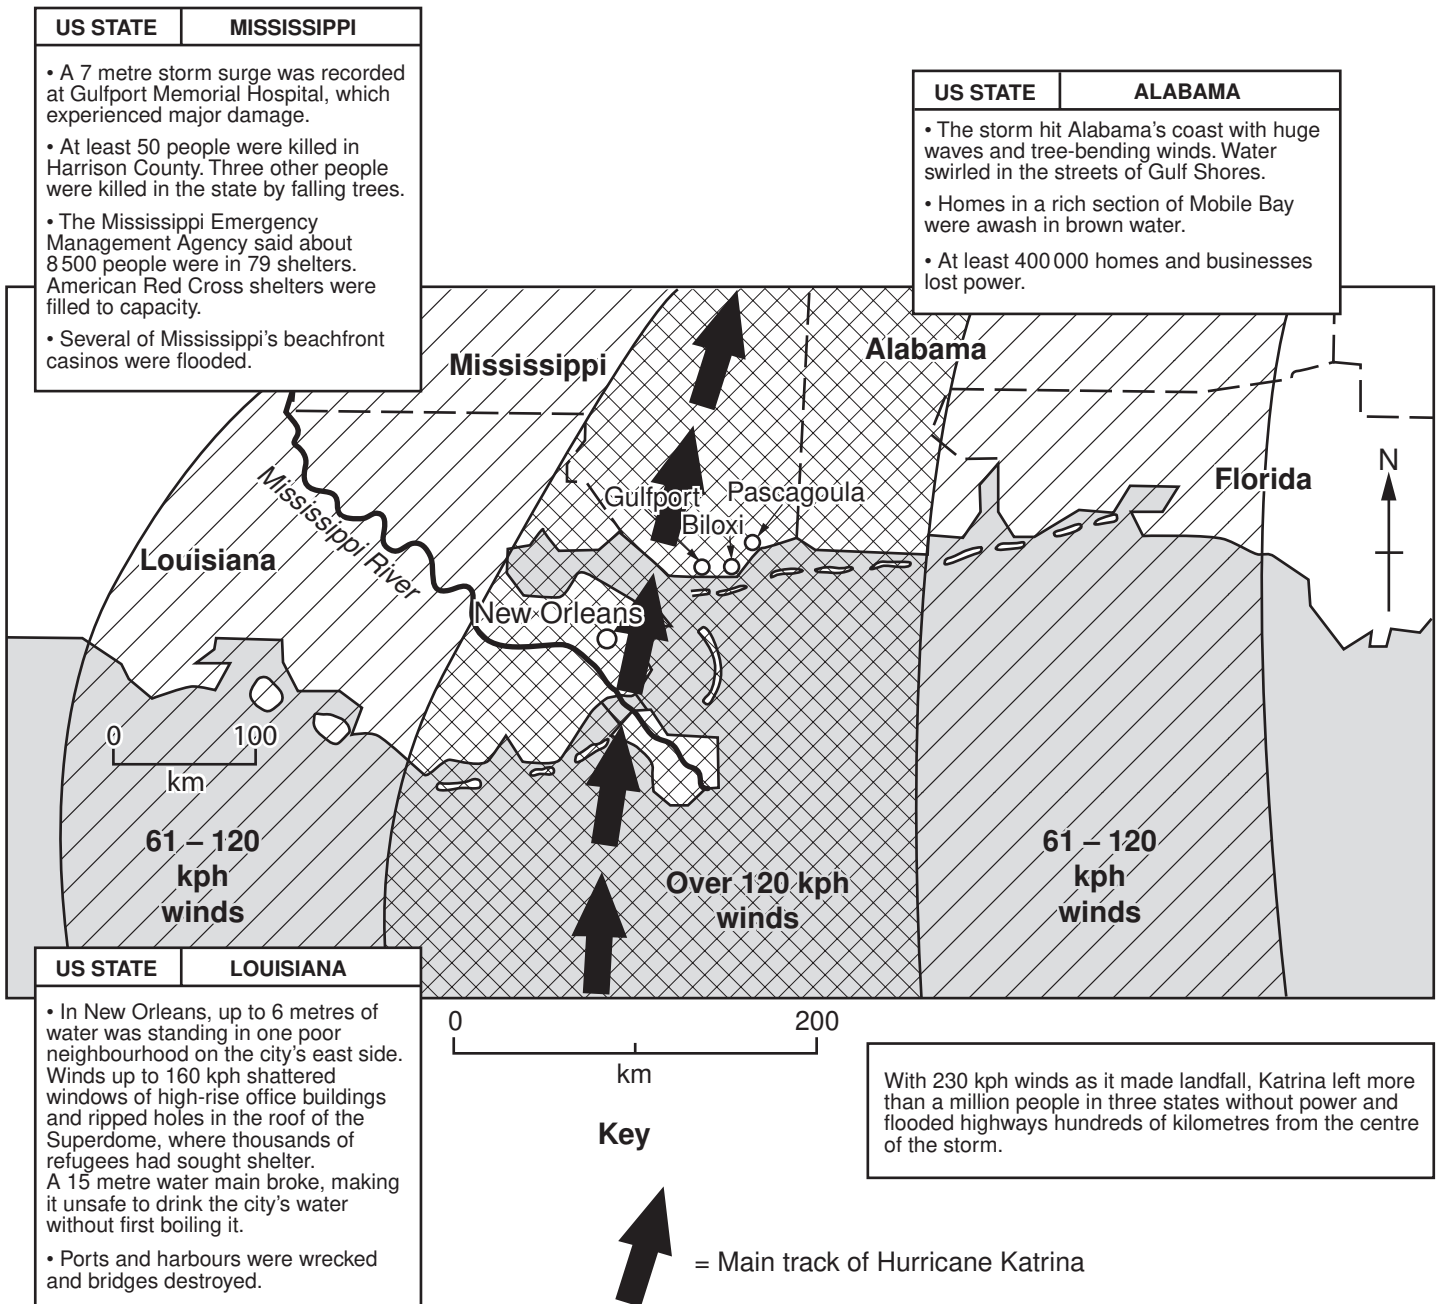 US STATE MISSISSIPPI
• A 7 metre storm surge was recorded
at Gulfport Memorial Hospital, which
experienced major damage.
• At least 50 people were killed in
Harrison County. Three other people
were killed in the state by falling trees.
• The Mississippi Emergency
Management Agency said about
8 500 people were in 79 shelters.
American Red Cross shelters were
filled to capacity.
• Several of Mississippi's beachfront
casinos were flooded.
US STATE ALABAMA
• The storm hit Alabama's coast with huge
waves and tree-bending winds. Water
swirled in the streets of Gulf Shores.
• Homes in a rich section of Mobile Bay
were awash in brown water.
• At least 400 000 homes and businesses
lost power.
Mississippi
Alabama
Florida
N
Mississippi River
Gulfport
Pascagoula
Biloxi
Louisiana
New Orleans
0 100
km
61 – 120
kph
winds
Over 120 kph
winds
61 – 120
kph
winds
US STATE LOUISIANA
• In New Orleans, up to 6 metres of
water was standing in one poor
neighbourhood on the city's east side.
Winds up to 160 kph shattered
windows of high-rise office buildings
and ripped holes in the roof of the
Superdome, where thousands of
refugees had sought shelter.
A 15 metre water main broke, making
it unsafe to drink the city's water
without first boiling it.
• Ports and harbours were wrecked
and bridges destroyed.
0 200
km
With 230 kph winds as it made landfall, Katrina left more
than a million people in three states without power and
flooded highways hundreds of kilometres from the centre
of the storm.
Key
= Main track of Hurricane Katrina